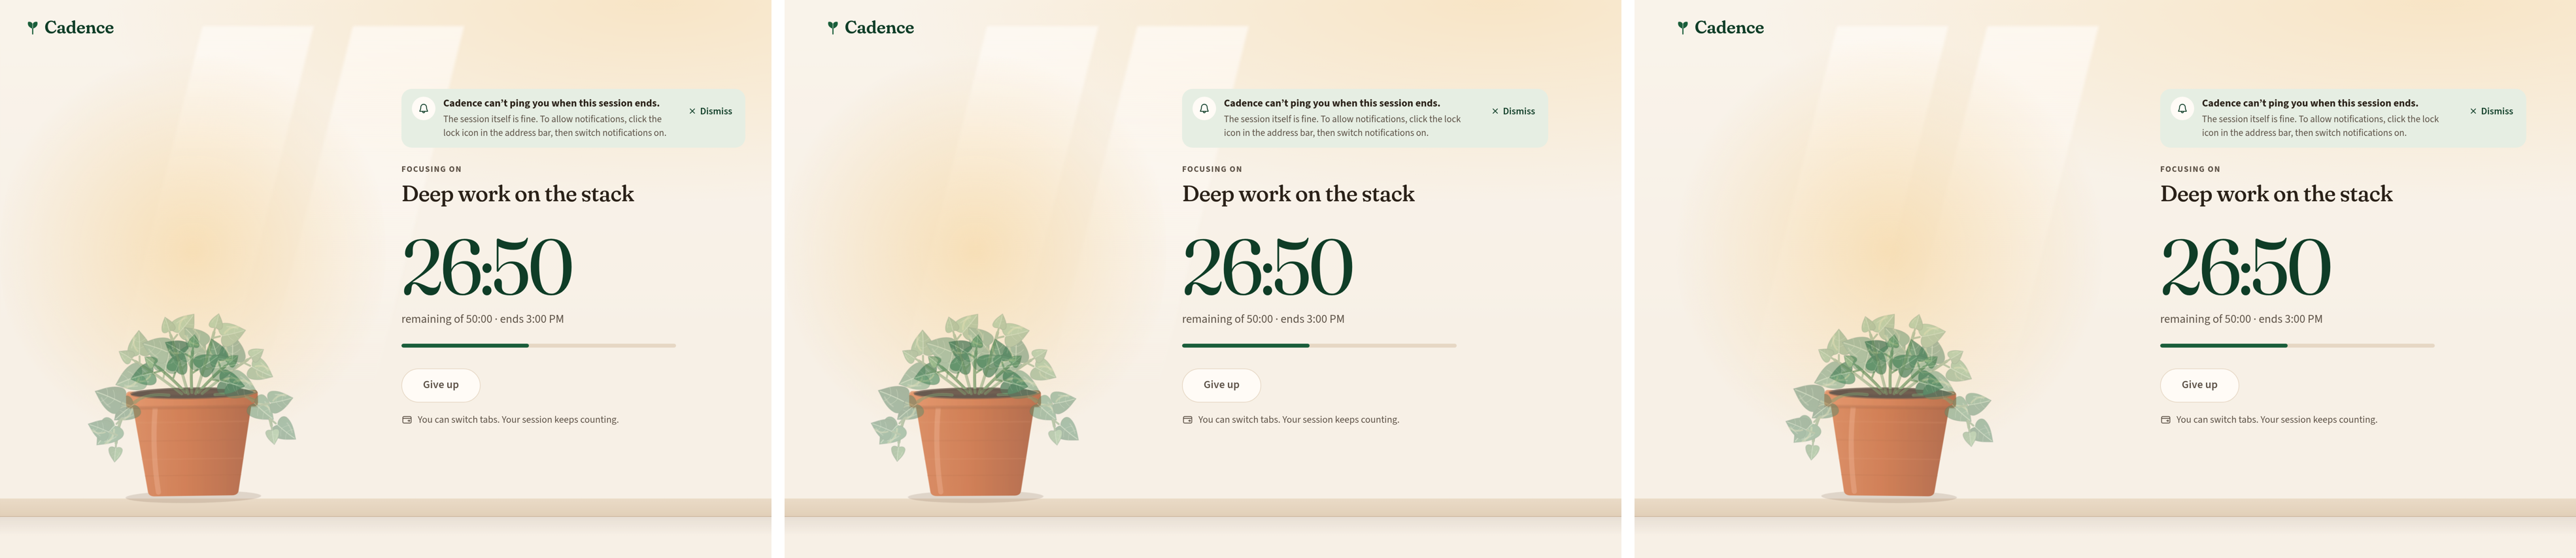 Cadence
Cadence can’t ping you when this session ends.
The session itself is fine. To allow notifications, click the
lock icon in the address bar, then switch notifications on.
Dismiss
FOCUSING ON
Deep work on the stack
26:50
remaining of 50:00 · ends 3:00 PM
Give up
You can switch tabs. Your session keeps counting.
Cadence
Cadence can’t ping you when this session ends.
The session itself is fine. To allow notifications, click the lock
icon in the address bar, then switch notifications on.
Dismiss
FOCUSING ON
Deep work on the stack
26:50
remaining of 50:00 · ends 3:00 PM
Give up
You can switch tabs. Your session keeps counting.
Cadence
Cadence can’t ping you when this session ends.
The session itself is fine. To allow notifications, click the lock
icon in the address bar, then switch notifications on.
Dismiss
FOCUSING ON
Deep work on the stack
26:50
remaining of 50:00 · ends 3:00 PM
Give up
You can switch tabs. Your session keeps counting.